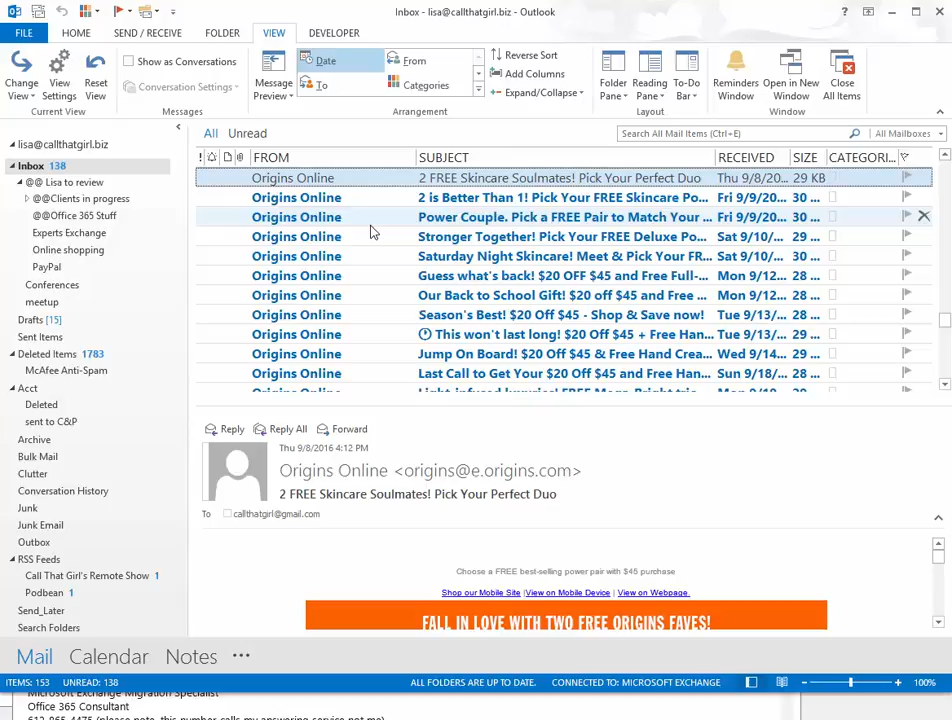 Inbox - lisa@callthatgirl.biz - Outlook
FILE HOME SEND / RECEIVE FOLDER VIEW DEVELOPER
Change View View Settings Reset View
Show as Conversations
Conversation Settings
Message Preview
Date From
To Categories
Reverse Sort
Add Columns
Expand/Collapse
Folder Pane Reading Pane To-Do Bar
Reminders Window Open in New Window Close All Items
Current View Messages Arrangement Layout Window
lisa@callthatgirl.biz
Inbox 138
@@ Lisa to review
@@Clients in progress
@@Office 365 Stuff
Experts Exchange
Online shopping
PayPal
Conferences
meetup
Drafts [15]
Sent Items
Deleted Items 1783
McAfee Anti-Spam
Acct
Deleted
sent to C&P
Archive
Bulk Mail
Clutter
Conversation History
Junk
Junk Email
Outbox
RSS Feeds
Call That Girl's Remote Show 1
Podbean 1
Send_Later
Search Folders
All Unread
Search All Mail Items (Ctrl+E) All Mailboxes
! FROM SUBJECT RECEIVED SIZE CATEGORI...
Origins Online 2 FREE Skincare Soulmates! Pick Your Perfect Duo Thu 9/8/20... 29 KB
Origins Online 2 is Better Than 1! Pick Your FREE Skincare Po... Fri 9/9/20... 30 ...
Origins Online Power Couple. Pick a FREE Pair to Match Your ... Fri 9/9/20... 30 ...
Origins Online Stronger Together! Pick Your FREE Deluxe Po... Sat 9/10/... 29 ...
Origins Online Saturday Night Skincare! Meet & Pick Your FR... Sat 9/10/... 30 ...
Origins Online Guess what's back! $20 OFF $45 and Free Full-... Mon 9/12... 28 ...
Origins Online Our Back to School Gift! $20 off $45 and Free ... Mon 9/12... 28 ...
Origins Online Season's Best! $20 OFF $45 - Shop & Save now! Tue 9/13/... 28 ...
Origins Online This won't last long! $20 OFF $45 + Free Han... Tue 9/13/... 29 ...
Origins Online Jump On Board! $20 OFF $45 & Free Hand Crea... Wed 9/14... 29 ...
Origins Online Last Call to Get Your $20 OFF $45 and Free Han... Sun 9/18/... 28 ...
Origins Online
Reply Reply All Forward
Thu 9/8/2016 4:12 PM
Origins Online <origins@e.origins.com>
2 FREE Skincare Soulmates! Pick Your Perfect Duo
To callthatgirl@gmail.com
Choose a FREE best-selling power pair with $45 purchase
Shop our Mobile Site |View on Mobile Device | View on Webpage.
FALL IN LOVE WITH TWO FREE ORIGINS FAVES!
Mail Calendar Notes •••
ITEMS: 153 UNREAD: 138 ALL FOLDERS ARE UP TO DATE. CONNECTED TO: MICROSOFT EXCHANGE 100%
Microsoft Exchange Migration Specialist
Office 365 Consultant
612-865-4475 (please note, this number calls my answering service not me)